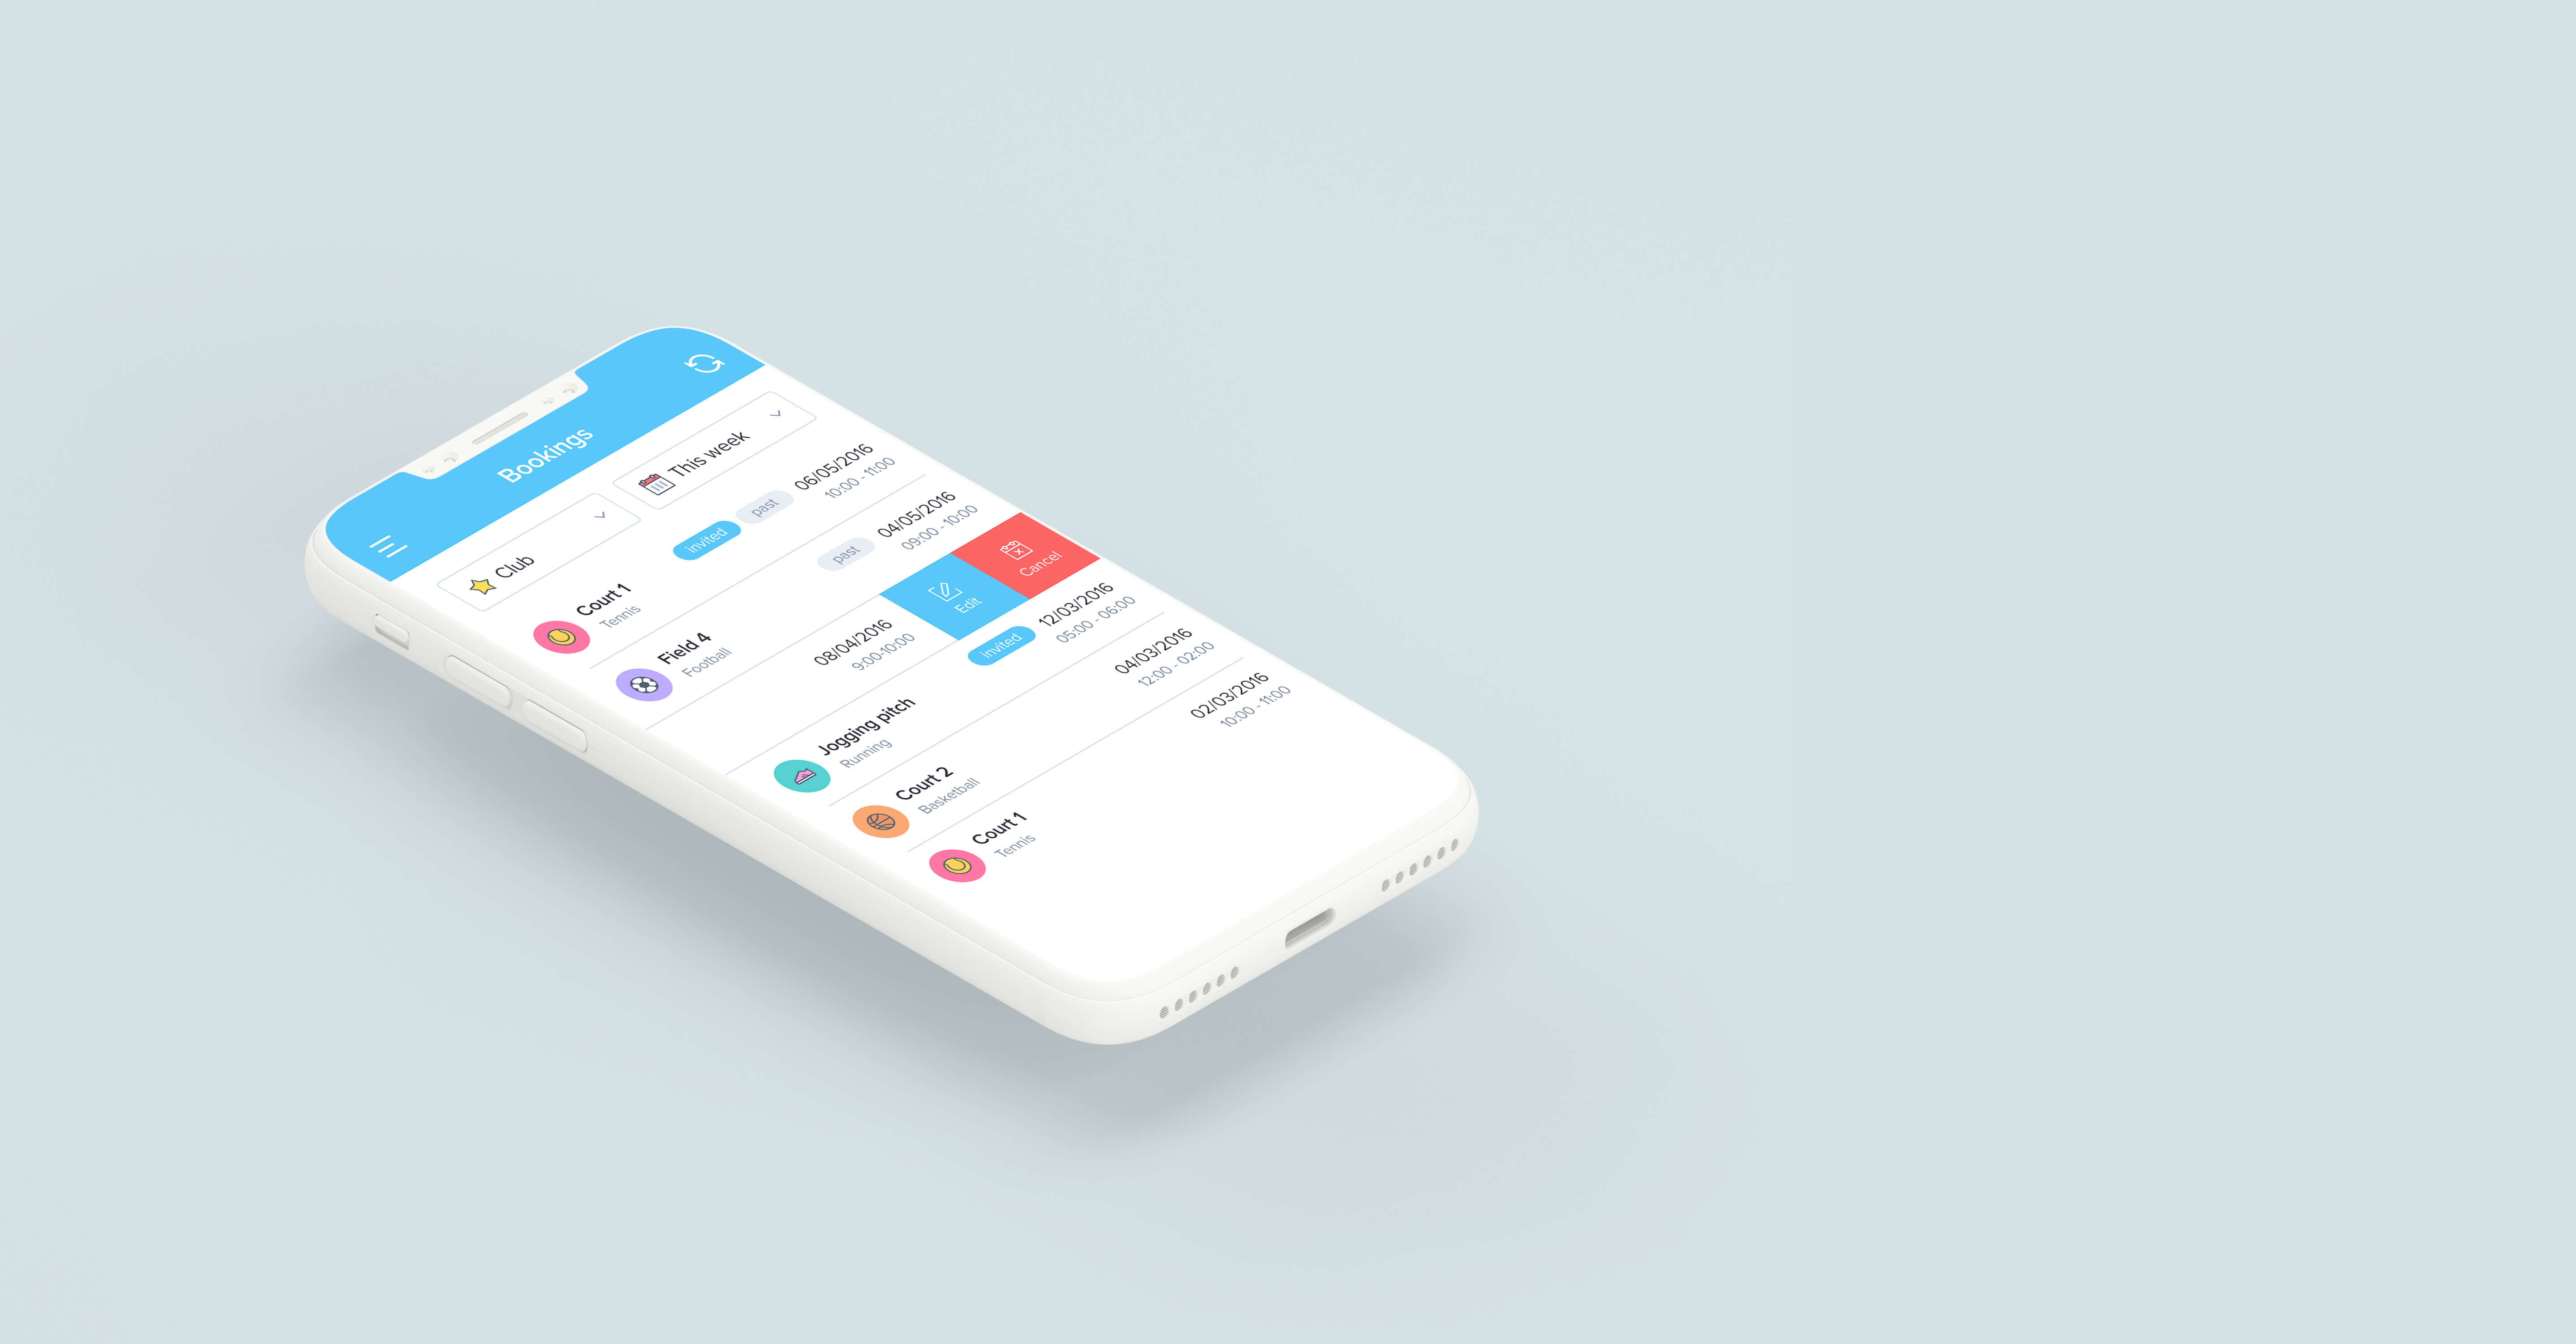 Bookings
Club
This week
Court 1
Tennis
invited
past
06/05/2016
10:00 - 11:00
Field 4
Football
past
04/05/2016
09:00 - 10:00
08/04/2016
9:00-10:00
Edit
Cancel
Jogging pitch
Running
invited
12/03/2016
05:00 - 06:00
Court 2
Basketball
04/03/2016
12:00 - 02:00
Court 1
Tennis
02/03/2016
10:00 - 11:00